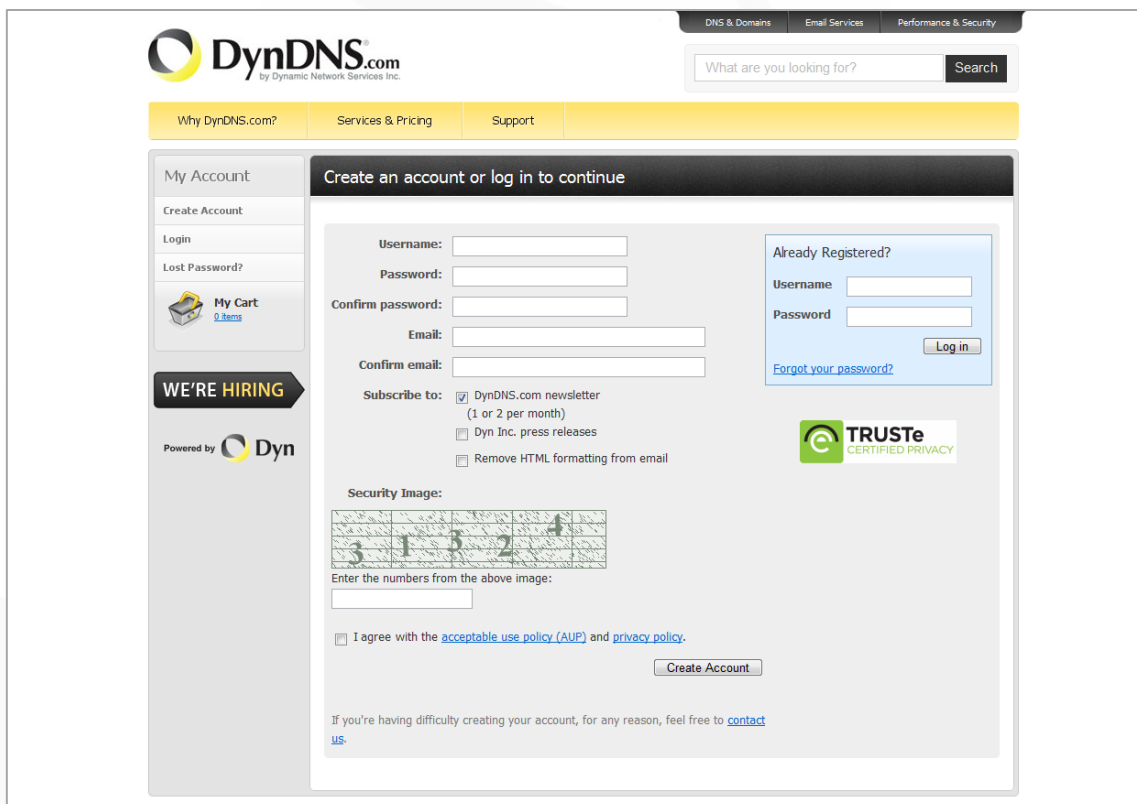 DNS & Domains Email Services Performance & Security
DynDNS.com
by Dynamic Network Services Inc.
What are you looking for? Search
Why DynDNS.com? Services & Pricing Support
My Account
Create Account
Login
Lost Password?
My Cart
0 items
WE'RE HIRING
Powered by Dyn
Create an account or log in to continue
Username:
Password:
Confirm password:
Email:
Confirm email:
Subscribe to: DynDNS.com newsletter
(1 or 2 per month)
Dyn Inc. press releases
Remove HTML formatting from email
Security Image:
3 1 3 2 4
Enter the numbers from the above image:
I agree with the acceptable use policy (AUP) and privacy policy.
Create Account
If you're having difficulty creating your account, for any reason, feel free to contact
us.
Already Registered?
Username
Password
Log in
Forgot your password?
e
TRUSTe
CERTIFIED PRIVACY